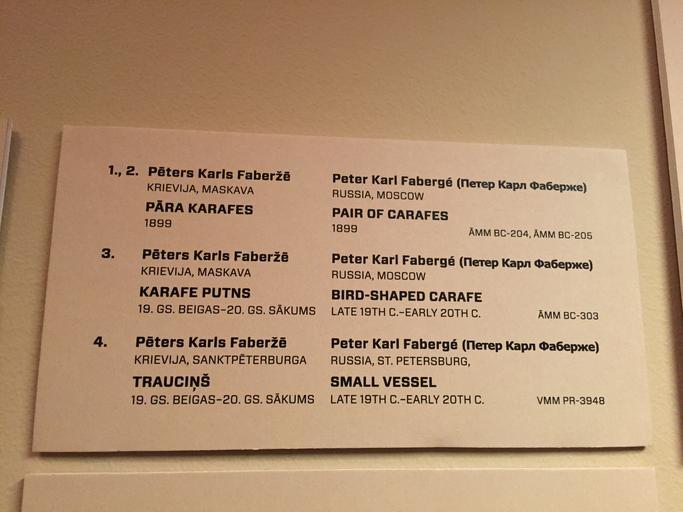 1., 2. Pēters Karls Faberžē Peter Karl Fabergé (Петер Карл Фаберже)
KRIEVIJA, MASKAVA RUSSIA, MOSCOW
PĀRA KARAFES PAIR OF CARAFES
1899 1899 ĀMM BC-204, ĀMM BC-205
3. Pēters Karls Faberžē Peter Karl Fabergé (Петер Карл Фаберже)
KRIEVIJA, MASKAVA RUSSIA, MOSCOW
KARAFE PUTNS BIRD-SHAPED CARAFE
19. GS. BEIGAS–20. GS. SĀKUMS LATE 19TH C.–EARLY 20TH C. ĀMM BC-303
4. Pēters Karls Faberžē Peter Karl Fabergé (Петер Карл Фаберже)
KRIEVIJA, SANKTPĒTERBURGA RUSSIA, ST. PETERSBURG,
TRAUCIŅŠ SMALL VESSEL
19. GS. BEIGAS–20. GS. SĀKUMS LATE 19TH C.–EARLY 20TH C. VMM PR-3948